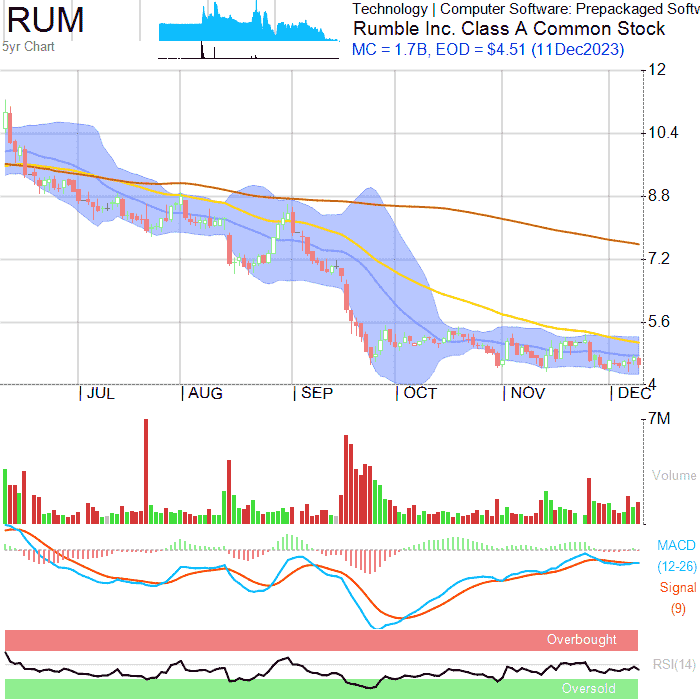 RUM
5yr Chart
Technology | Computer Software: Prepackaged Softw
Rumble Inc. Class A Common Stock
MC = 1.7B, EOD = $4.51 (11Dec2023)
12
10.4
8.8
7.2
5.6
4
JUL AUG SEP OCT NOV DEC
7M
Volume
MACD
(12-26)
Signal
(9)
Overbought
RSI(14)
Oversold